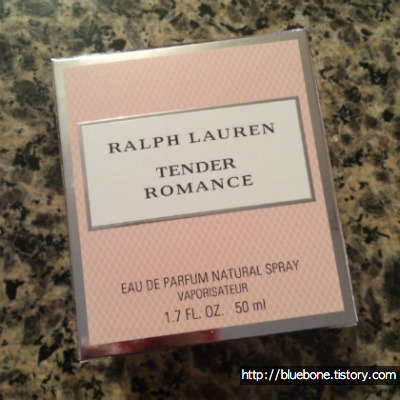 RALPH LAUREN
TENDER
ROMANCE
EAU DE PARFUM NATURAL SPRAY
VAPORISATEUR
1.7 FL. OZ. 50 ml
http://bluebone.tistory.com